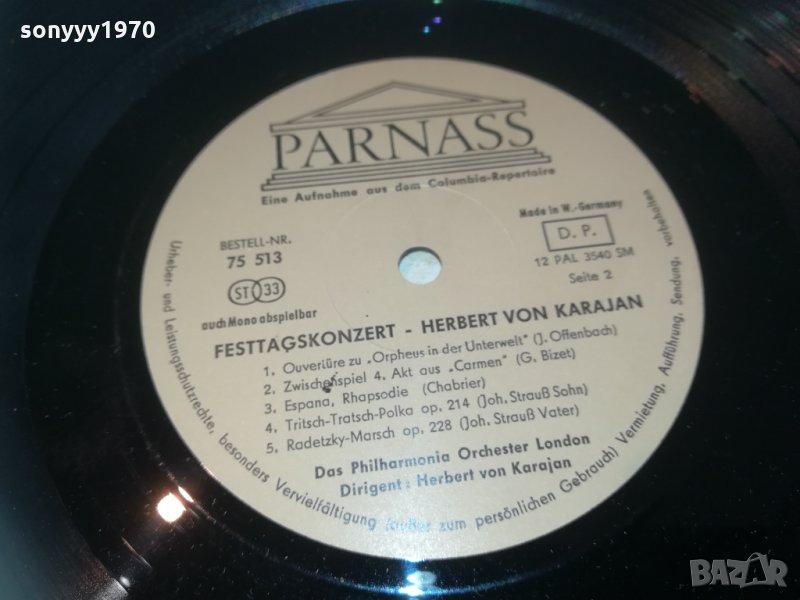 sonyyy1970
PARNASS
Eine Aufnahme aus dem Columbia-Repertoire
BESTELL-NR.
75 513
ST 33
auch Mono abspielbar
Made in W.-Germany
D. P.
12 PAL 3540 SM
Seite 2
FESTTAGSKONZERT - HERBERT VON KARAJAN
1. Ouvertüre zu „Orpheus in der Unterwelt" (J. Offenbach)
2. Zwischenspiel 4. Akt aus „Carmen" (G. Bizet)
3. Espana, Rhapsodie (Chabrier)
4. Tritsch-Tratsch-Polka op. 214 (Joh. Strauß Sohn)
5. Radetzky-Marsch op. 228 (Joh. Strauß Vater)
Das Philharmonia Orchester London
Dirigent: Herbert von Karajan
Urheber- und Leistungsschutzrechte, besonders Vervielfältigung (außer zum persönlichen Gebrauch) Vermietung, Aufführung, Sendung, vorbehalten
BAZAR